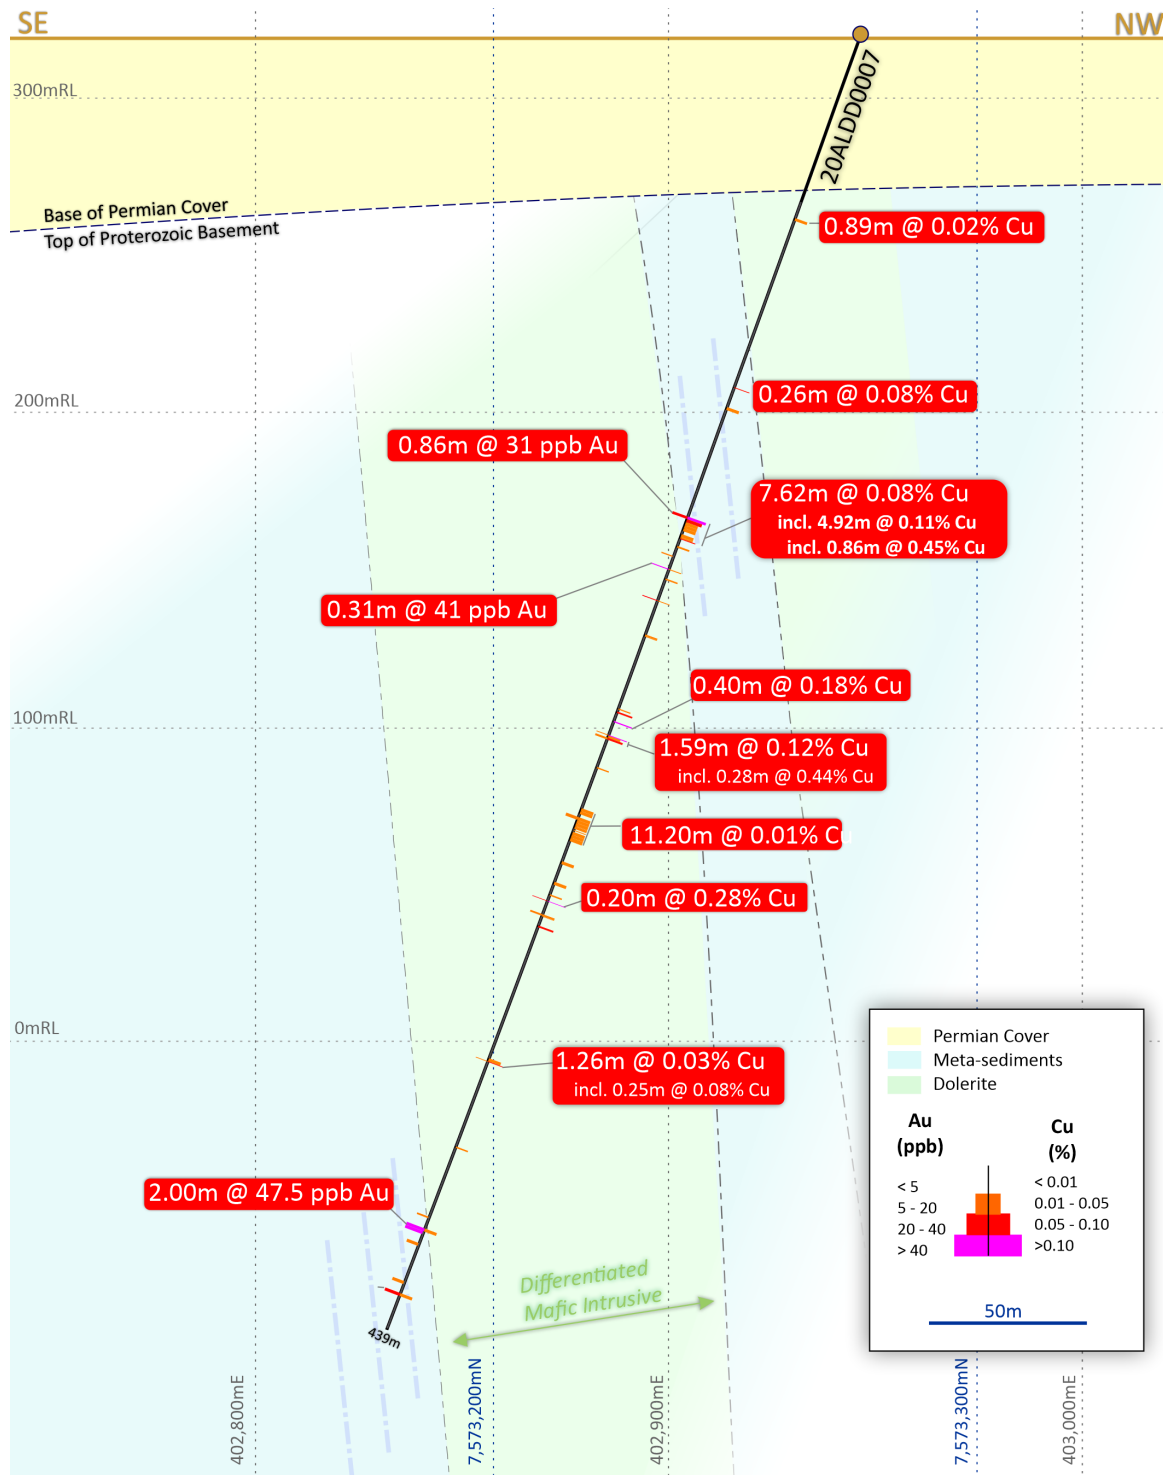 SE
NW
300mRL
20ALDD0007
Base of Permian Cover
Top of Proterozoic Basement
0.89m @ 0.02% Cu
200mRL
0.26m @ 0.08% Cu
0.86m @ 31 ppb Au
7.62m @ 0.08% Cu
incl. 4.92m @ 0.11% Cu
incl. 0.86m @ 0.45% Cu
0.31m @ 41 ppb Au
0.40m @ 0.18% Cu
100mRL
1.59m @ 0.12% Cu
incl. 0.28m @ 0.44% Cu
11.20m @ 0.01% C
0.20m @ 0.28% Cu
0mRL
1.26m @ 0.03% Cu
incl. 0.25m @ 0.08% Cu
2.00m @ 47.5 ppb Au
Differentiated
Mafic Intrusive
439m
Permian Cover
Meta-sediments
Dolerite
Au
(ppb)
Cu
(%)
< 5
5 - 20
20 - 40
> 40
< 0.01
0.01 - 0.05
0.05 - 0.10
>0.10
50m
402,800mE
7,573,200mN
402,900mE
7,573,300mN
403,000mE